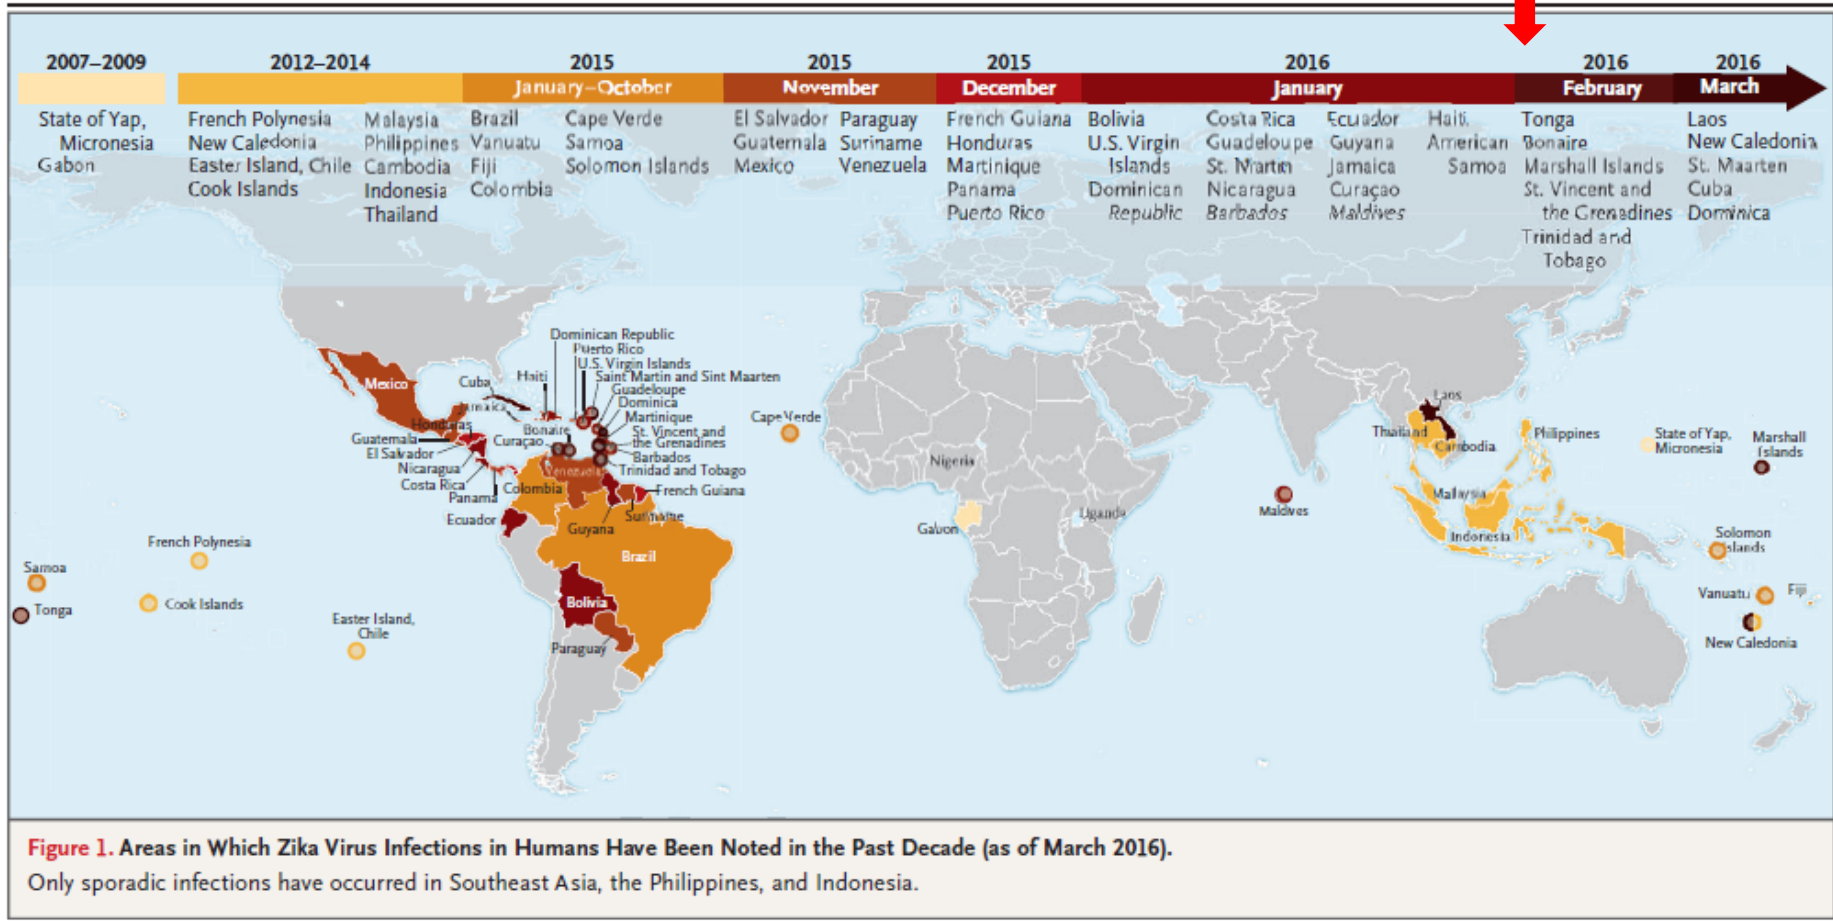 2007–2009
2012–2014
2015
2015
2015
2016
2016
2016
January–October
November
December
January
February
March
State of Yap,
Micronesia
Gabon
French Polynesia
New Caledonia
Easter Island, Chile
Cook Islands
Malaysia
Philippines
Cambodia
Indonesia
Thailand
Brazil
Vanuatu
Fiji
Colombia
Cape Verde
Samoa
Solomon Islands
El Salvador
Guatemala
Mexico
Paraguay
Suriname
Venezuela
French Guiana
Honduras
Martinique
Panama
Puerto Rico
Bolivia
U.S. Virgin
Islands
Dominican
Republic
Costa Rica
Guadeloupe
St. Martin
Nicaragua
Barbados
Ecuador
Guyana
Jamaica
Curaçao
Maldives
Haiti
American
Samoa
Tonga
Bonaire
Marshall Islands
St. Vincent and
the Grenadines
Trinidad and
Tobago
Laos
New Caledonia
St. Maarten
Cuba
Dominica
Dominican Republic
Puerto Rico
U.S. Virgin Islands
Saint Martin and Sint Maarten
Guadeloupe
Dominica
Martinique
St. Vincent and
the Grenadines
Barbados
Trinidad and Tobago
French Guiana
Suriname
Guyana
Haiti
Cuba
Jamaica
Mexico
Honduras
Bonaire
Curaçao
Guatemala
El Salvador
Nicaragua
Costa Rica
Panama
Venezuela
Colombia
Ecuador
Brazil
Bolivia
Paraguay
French Polynesia
Samoa
Cook Islands
Tonga
Easter Island,
Chile
Cape Verde
Nigeria
Gabon
Uganda
Maldives
Laos
Thailand
Cambodia
Philippines
Malaysia
Indonesia
State of Yap,
Micronesia
Marshall
Islands
Solomon
Islands
Vanuatu
Fiji
New Caledonia
Figure 1. Areas in Which Zika Virus Infections in Humans Have Been Noted in the Past Decade (as of March 2016).
Only sporadic infections have occurred in Southeast Asia, the Philippines, and Indonesia.